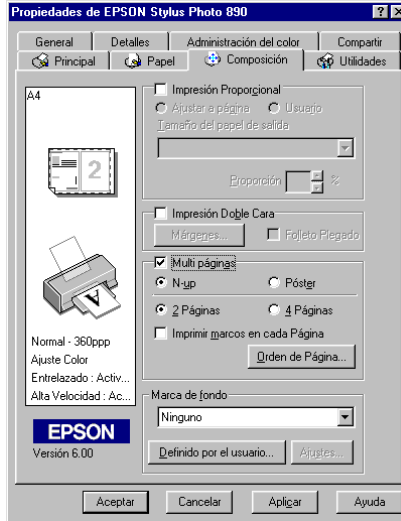 Propiedades de EPSON Stylus Photo 890
General Detalles Administración del color Compartir
Principal Papel Composición Utilidades
A4
2
Normal - 360ppp
Ajuste Color
Entrelazado : Activ...
Alta Velocidad : Ac...
EPSON
Versión 6.00
Impresión Proporcional
Ajustar a página Usuario
Tamaño del papel de salida
Proporción %
Impresión Doble Cara
Márgenes... Folleto Plegado
Multi páginas
N-up Póster
2 Páginas 4 Páginas
Imprimir marcos en cada Página
Orden de Página...
Marca de fondo
Ninguno
Definido por el usuario... Ajustes...
Aceptar Cancelar Aplicar Ayuda